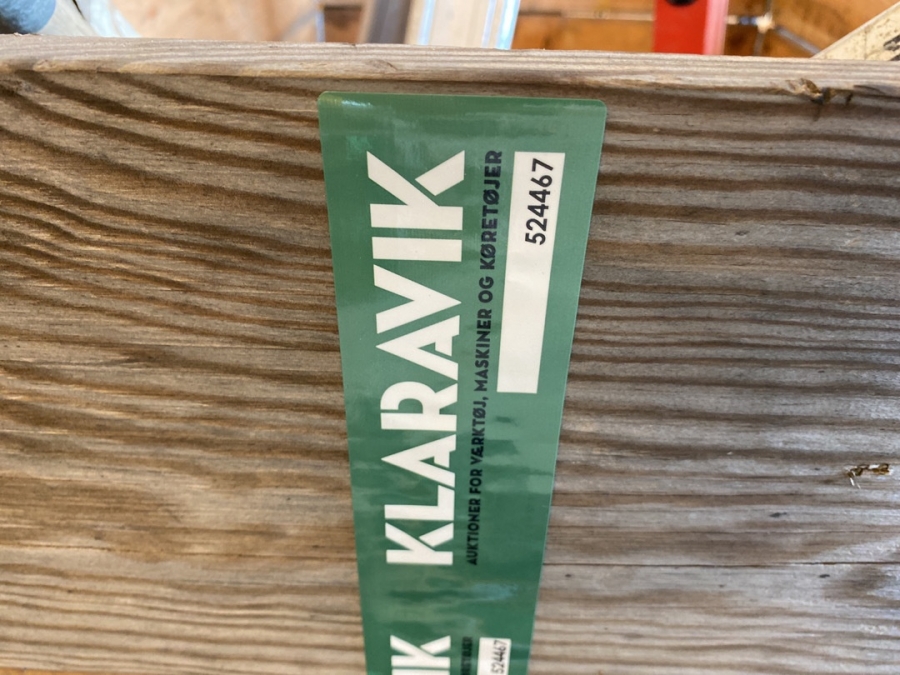 KLARAVIK
AUKTIONER FOR VÆRKTØJ, MASKINER OG KØRETØJER
524467
524467